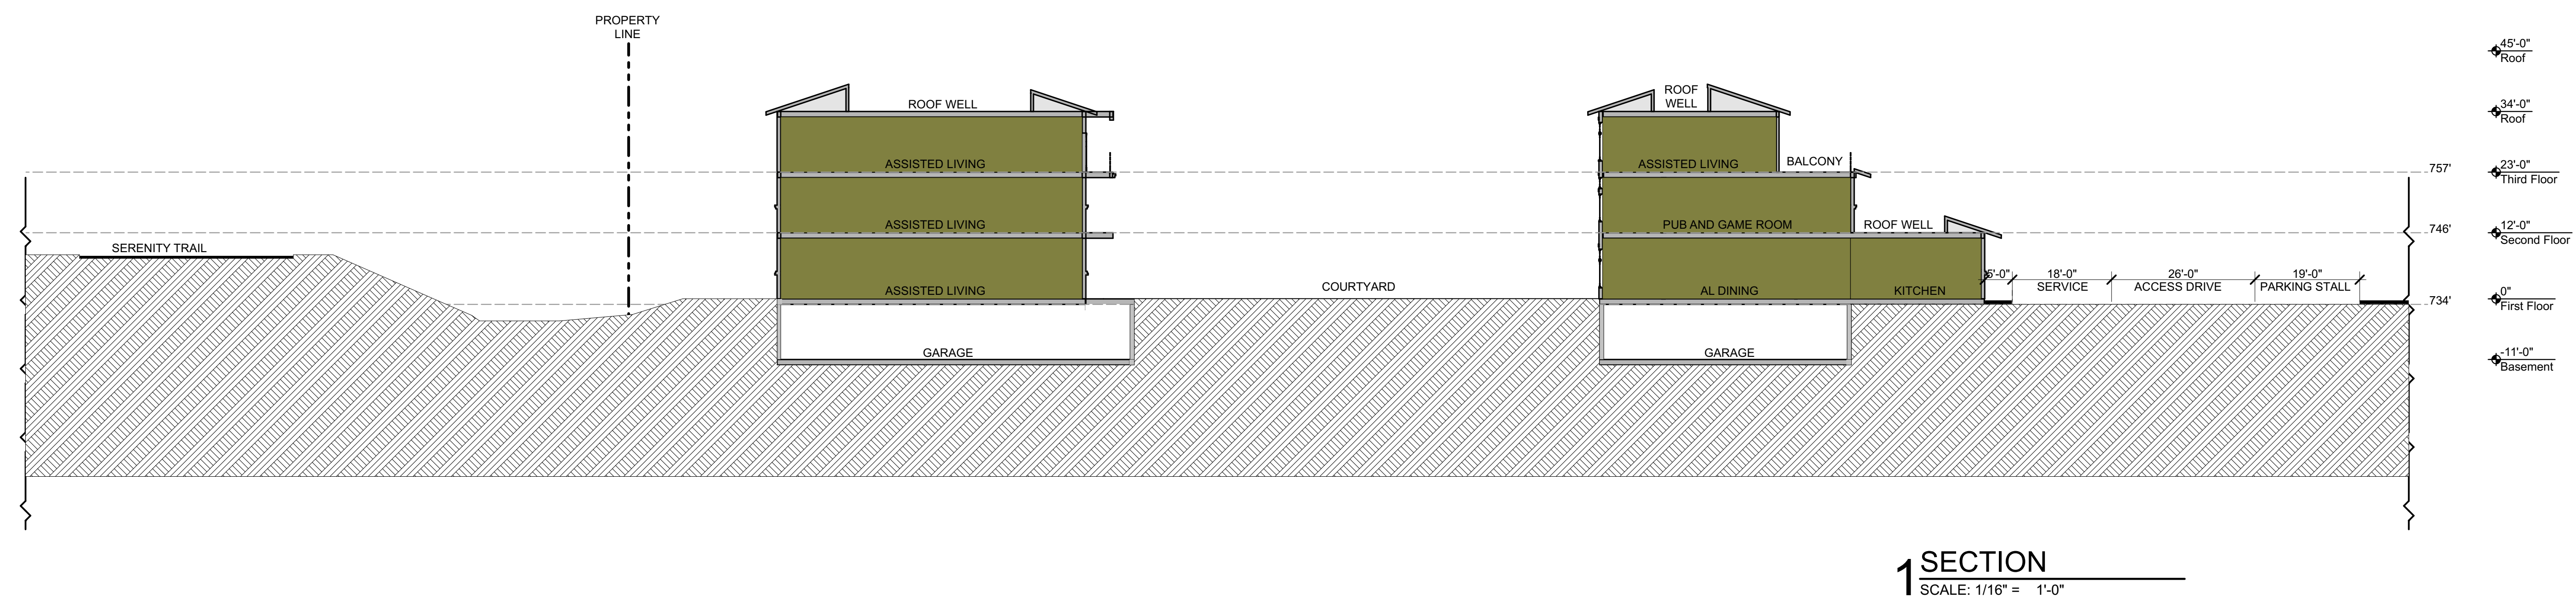 PROPERTY
LINE
45'-0"
Roof
ROOF WELL
ROOF
WELL
34'-0"
Roof
ASSISTED LIVING
ASSISTED LIVING
BALCONY
757'
23'-0"
Third Floor
ASSISTED LIVING
PUB AND GAME ROOM
ROOF WELL
746'
12'-0"
Second Floor
SERENITY TRAIL
ASSISTED LIVING
COURTYARD
AL DINING
KITCHEN
5'-0"
18'-0"
SERVICE
26'-0"
ACCESS DRIVE
19'-0"
PARKING STALL
734'
0"
First Floor
GARAGE
GARAGE
-11'-0"
Basement
1 SECTION
SCALE: 1/16" = 1'-0"